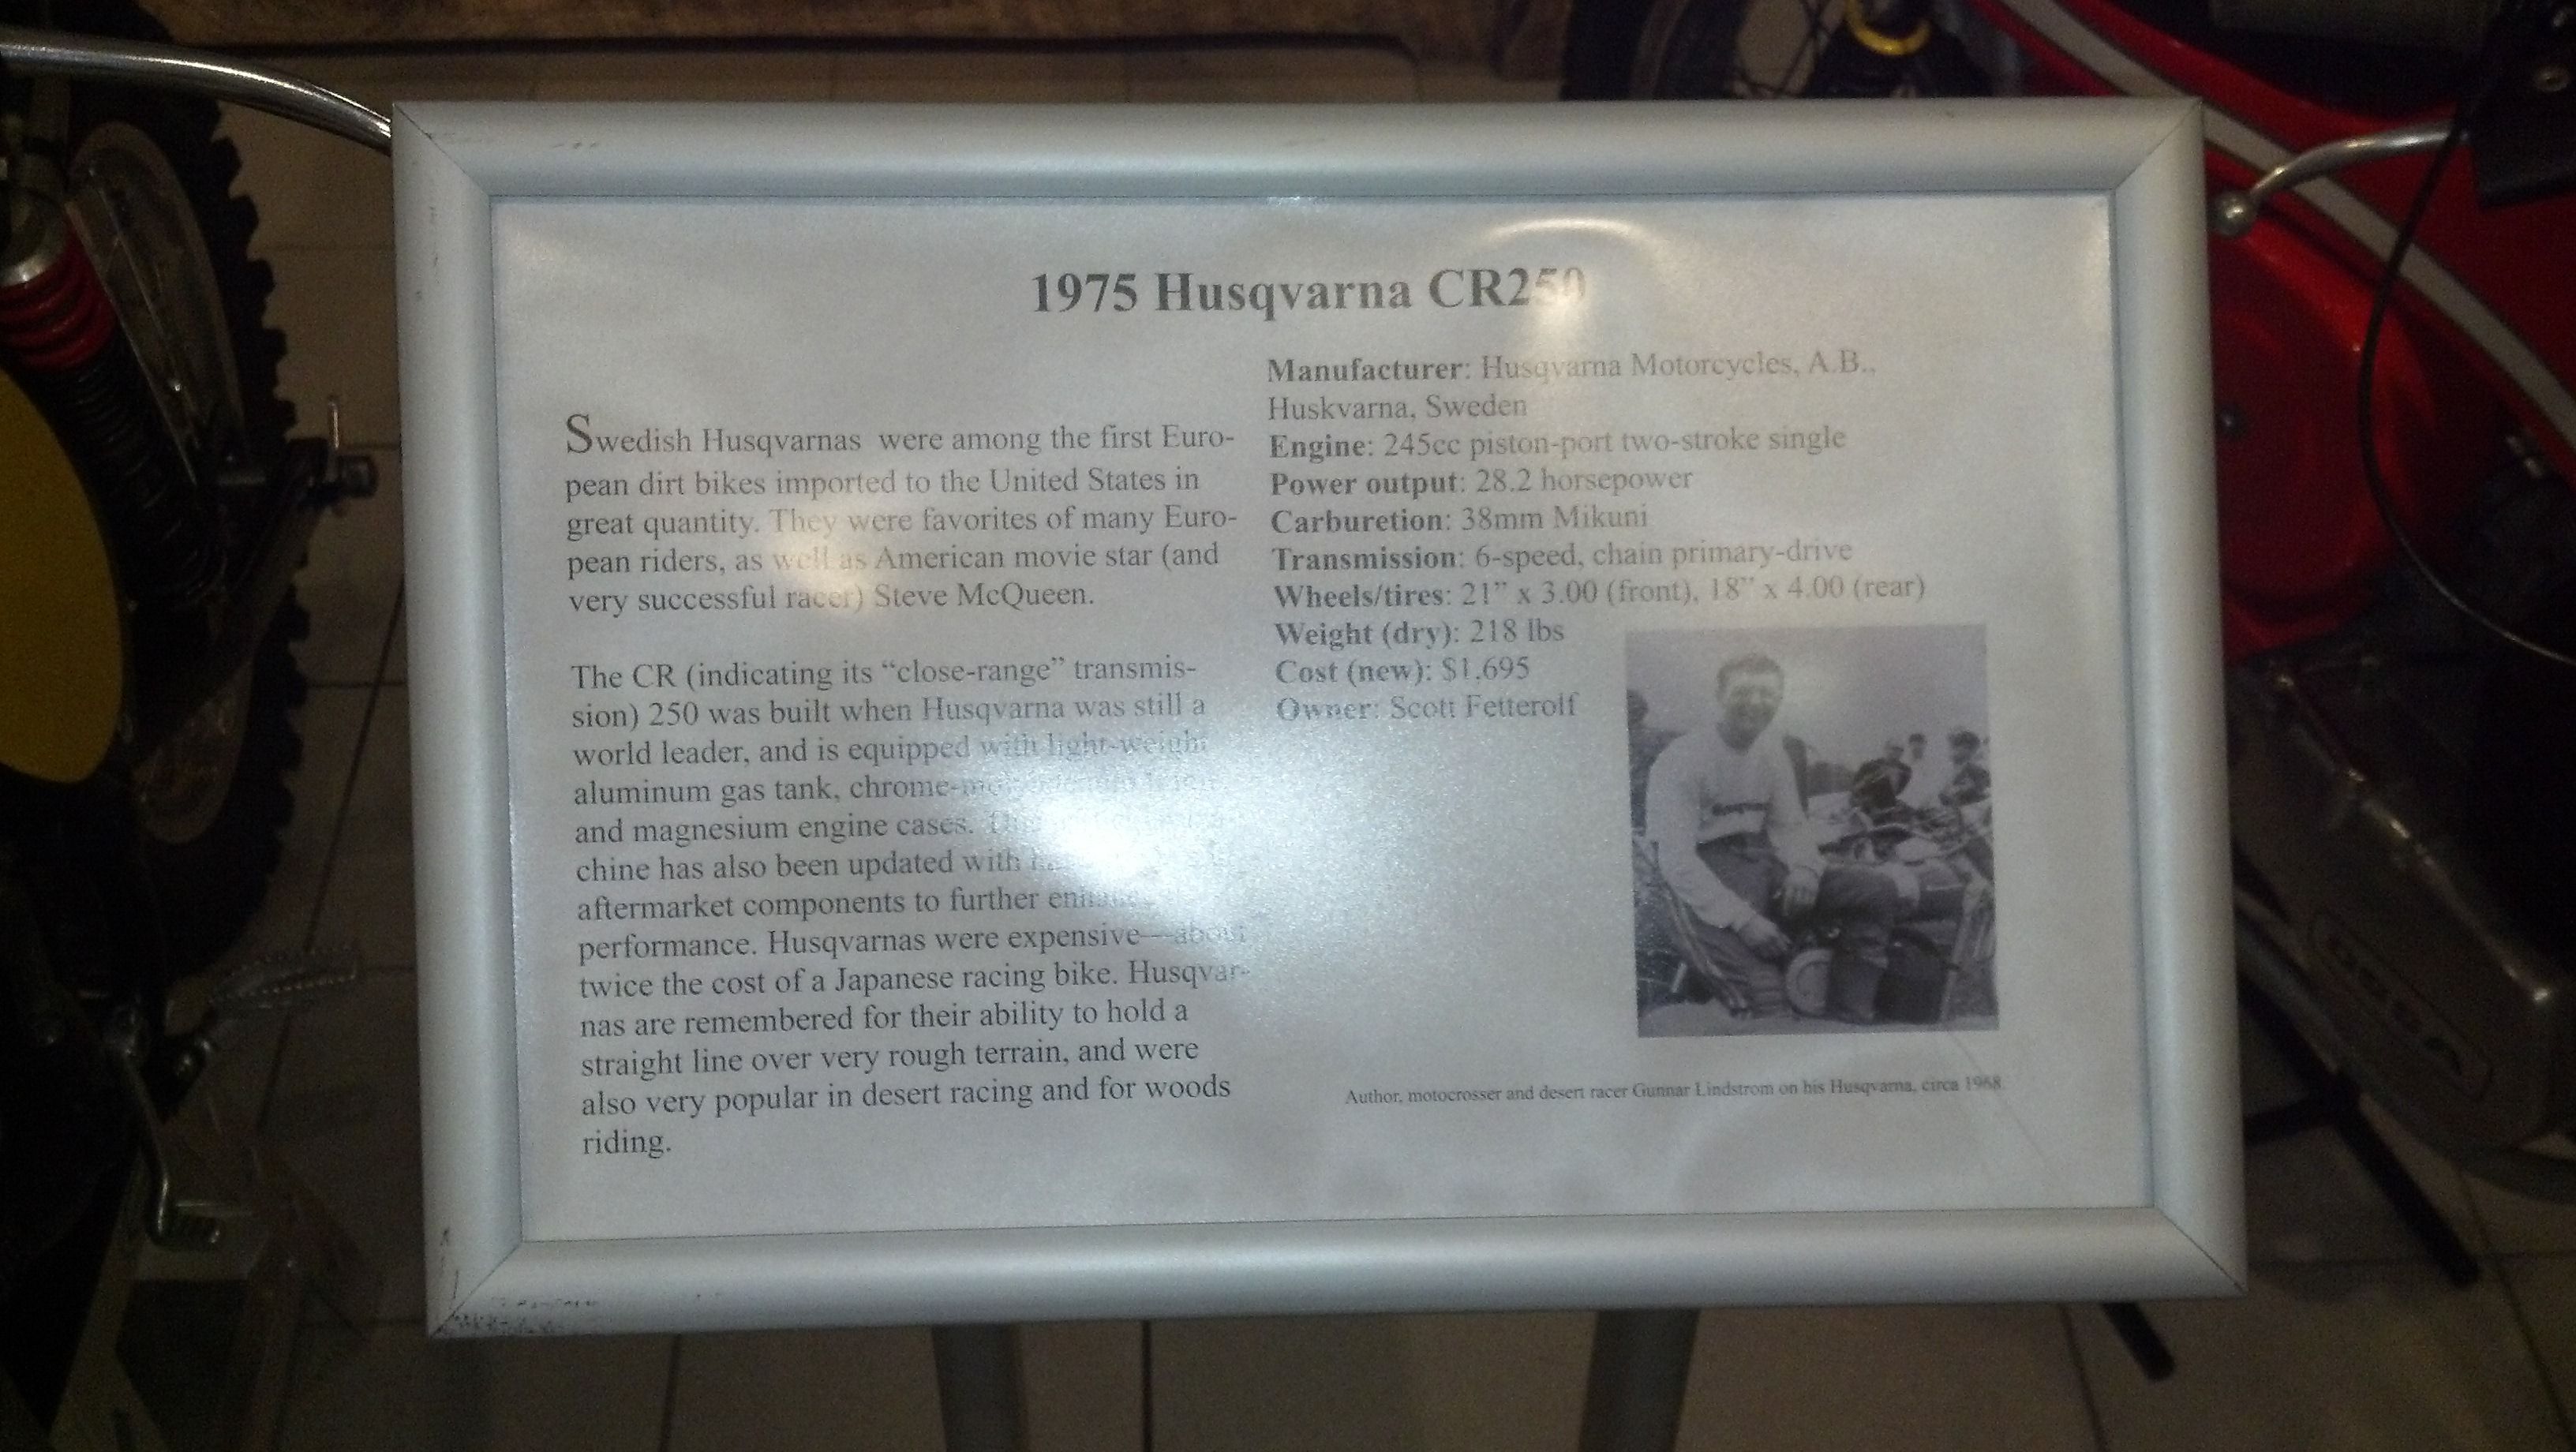 1975 Husqvarna CR250
Swedish Husqvarnas were among the first Euro-
pean dirt bikes imported to the United States in
great quantity. They were favorites of many Euro-
pean riders, as well as American movie star (and
very successful racer) Steve McQueen.
The CR (indicating its “close-range” transmis-
sion) 250 was built when Husqvarna was still a
world leader, and is equipped with light-weight
aluminum gas tank, chrome-
and magnesium engine cases.
chine has also been updated with
aftermarket components to further
performance. Husqvarnas were expensive—about
twice the cost of a Japanese racing bike. Husqvar-
nas are remembered for their ability to hold a
straight line over very rough terrain, and were
also very popular in desert racing and for woods
riding.
Manufacturer: Husqvarna Motorcycles, A.B.,
Huskvarna, Sweden
Engine: 245cc piston-port two-stroke single
Power output: 28.2 horsepower
Carburetion: 38mm Mikuni
Transmission: 6-speed, chain primary-drive
Wheels/tires: 21” x 3.00 (front), 18” x 4.00 (rear)
Weight (dry): 218 lbs
Cost (new): $1,695
Owner: Scott Fetterolf
Author, motocrosser and desert racer Gunnar Lindstrom on his Husqvarna, circa 1968